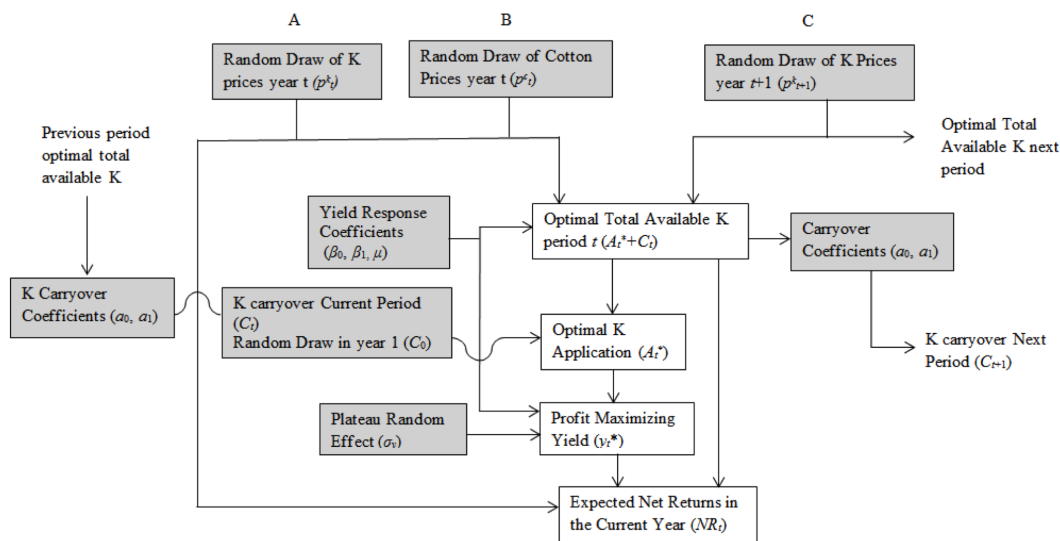 A
B
C
Random Draw of K
prices year t (pᵏₜ)
Random Draw of Cotton
Prices year t (pᶜₜ)
Random Draw of K Prices
year t+1 (pᵏₜ₊₁)
Previous period
optimal total
available K
Optimal Total
Available K next
period
Yield Response
Coefficients
(β₀, β₁, μ)
Optimal Total Available K
period t (Aₜ*+Cₜ)
Carryover
Coefficients (a₀, a₁)
K Carryover
Coefficients (a₀, a₁)
K carryover Current Period
(Cₜ)
Random Draw in year 1 (C₀)
Optimal K
Application (Aₜ*)
K carryover Next
Period (Cₜ₊₁)
Plateau Random
Effect (σᵥ)
Profit Maximizing
Yield (yₜ*)
Expected Net Returns in
the Current Year (NRₜ)